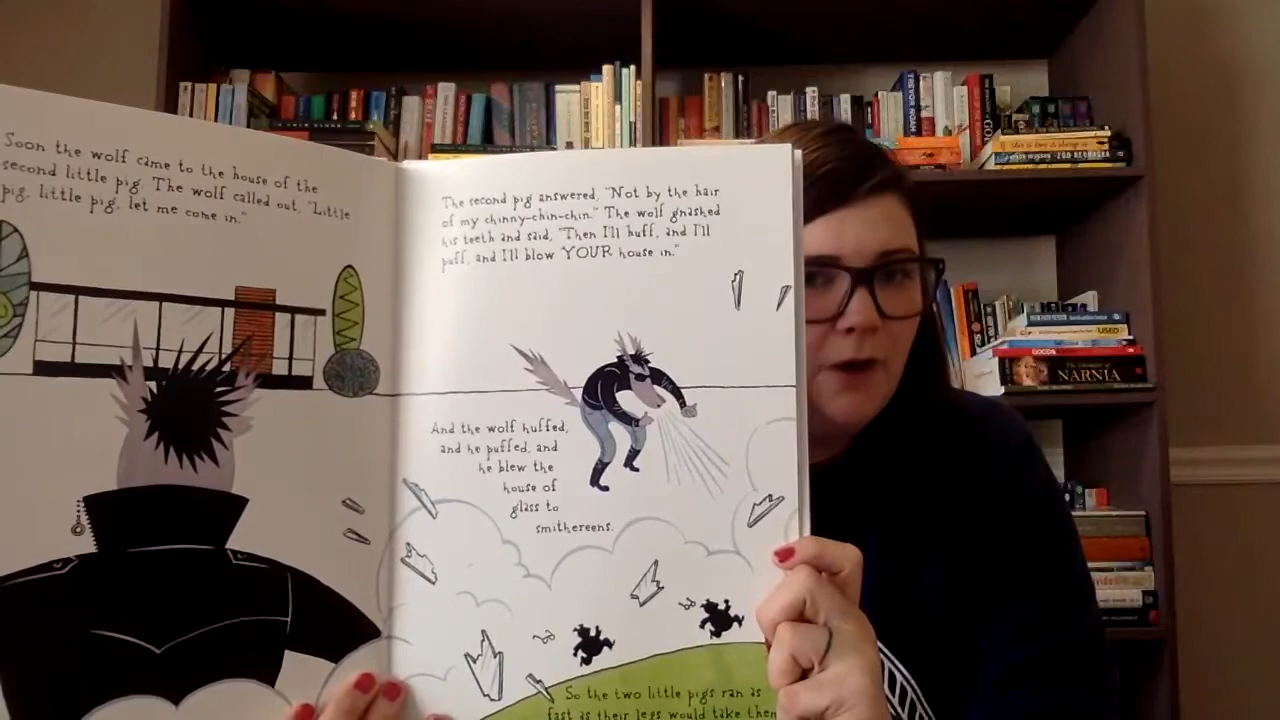 Soon the wolf came to the house of the
second little pig. The wolf called out, "Little
pig, little pig, let me come in."
The second pig answered, "Not by the hair
of my chinny-chin-chin." The wolf gnashed
his teeth and said, "Then I'll huff, and I'll
puff, and I'll blow YOUR house in."
And the wolf huffed,
and he puffed, and
he blew the
house of
glass to
smithereens.
So the two little pigs ran as
fast as their legs would take them
TREVOR NOAH
USED
NARNIA